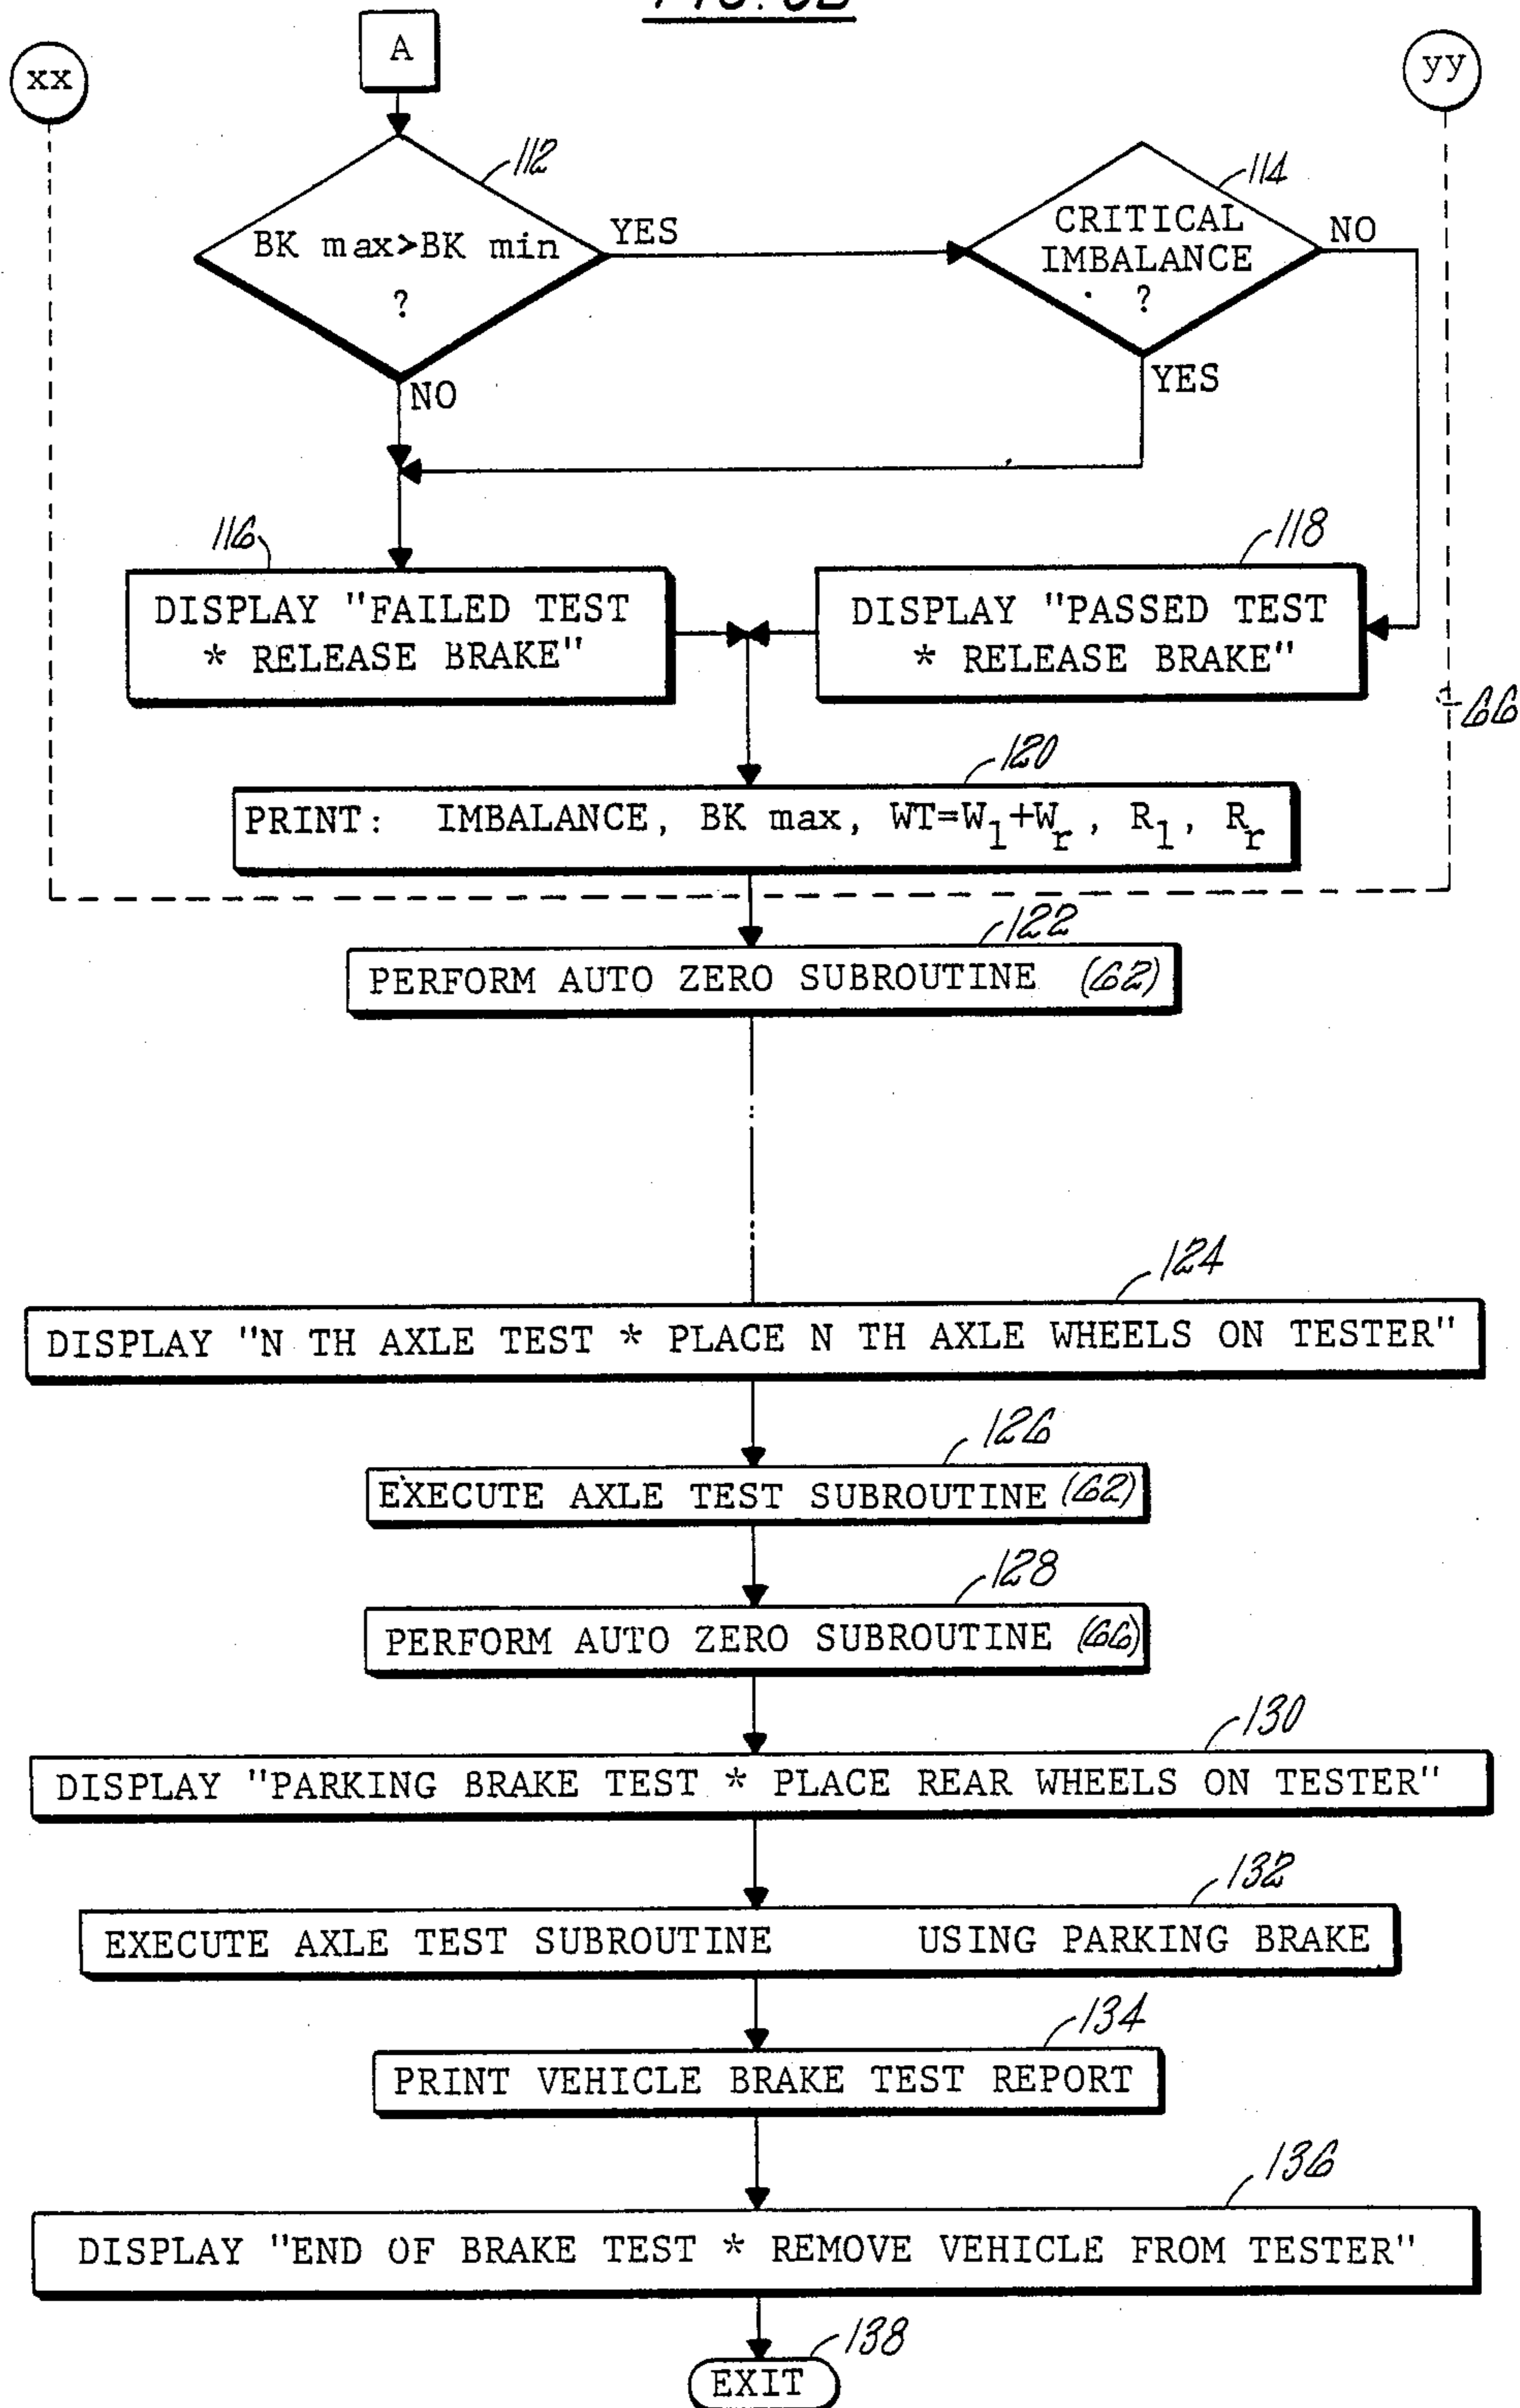 A
xx
yy
112
114
BK max>BK min
?
YES
CRITICAL
IMBALANCE
?
NO
NO
YES
116
118
DISPLAY "FAILED TEST
* RELEASE BRAKE"
DISPLAY "PASSED TEST
* RELEASE BRAKE"
66
120
PRINT: IMBALANCE, BK max, WT=Wl+Wr, Rl, Rr
122
PERFORM AUTO ZERO SUBROUTINE (62)
124
DISPLAY "N TH AXLE TEST * PLACE N TH AXLE WHEELS ON TESTER"
126
EXECUTE AXLE TEST SUBROUTINE (62)
128
PERFORM AUTO ZERO SUBROUTINE (66)
130
DISPLAY "PARKING BRAKE TEST * PLACE REAR WHEELS ON TESTER"
132
EXECUTE AXLE TEST SUBROUTINE USING PARKING BRAKE
134
PRINT VEHICLE BRAKE TEST REPORT
136
DISPLAY "END OF BRAKE TEST * REMOVE VEHICLE FROM TESTER"
138
EXIT